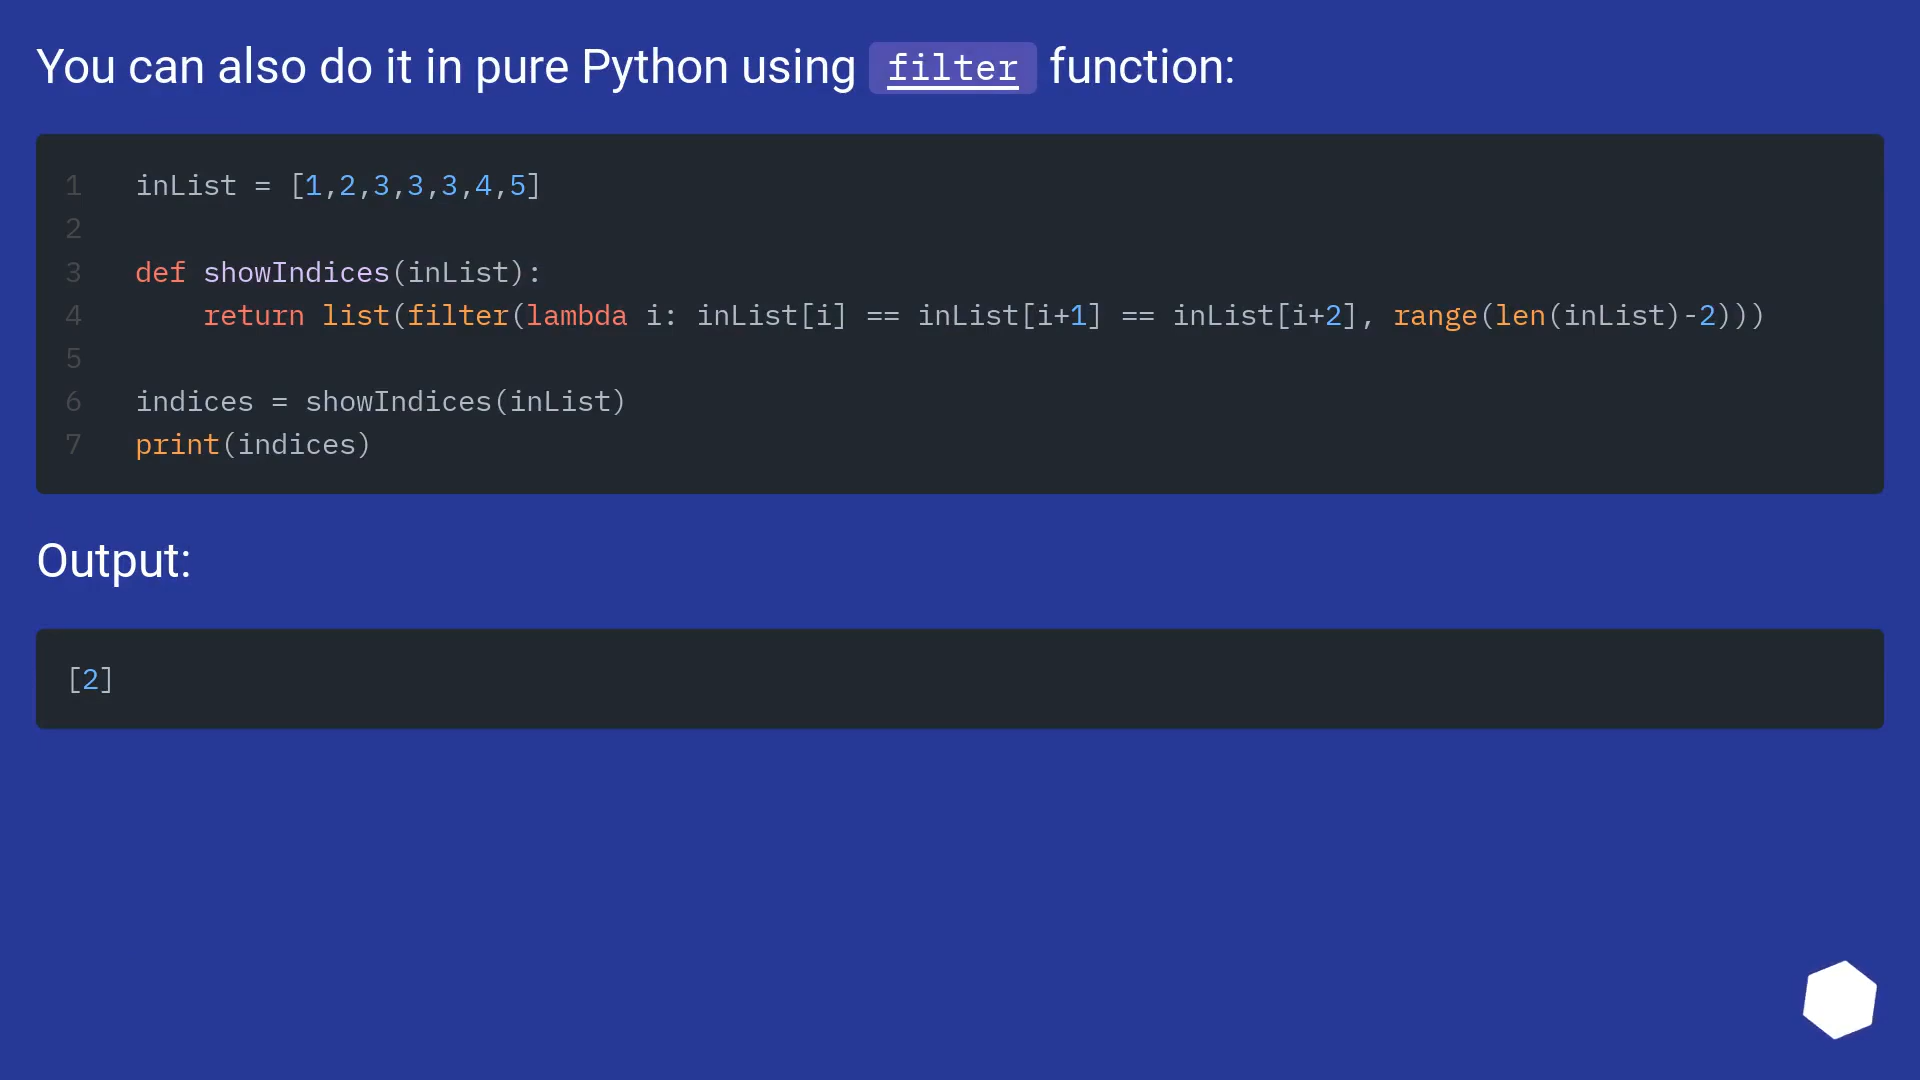 You can also do it in pure Python using filter function:
1 inList = [1,2,3,3,3,4,5]
2
3 def showIndices(inList):
4     return list(filter(lambda i: inList[i] == inList[i+1] == inList[i+2], range(len(inList)-2)))
5
6 indices = showIndices(inList)
7 print(indices)
Output:
[2]